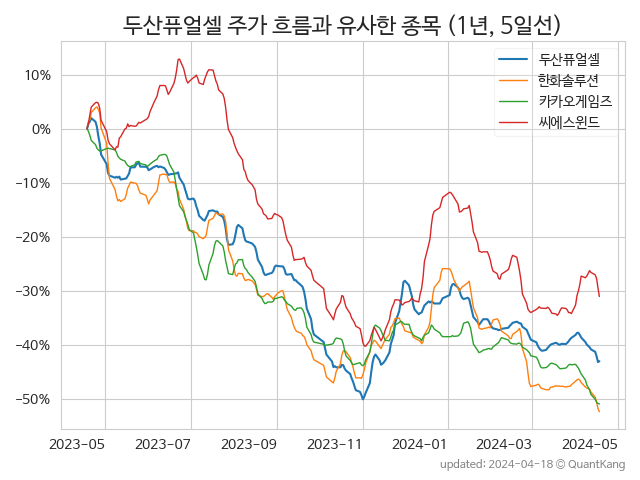 두산퓨얼셀 주가 흐름과 유사한 종목 (1년, 5일선)
두산퓨얼셀
한화솔루션
카카오게임즈
씨에스윈드
10%
0%
−10%
−20%
−30%
−40%
−50%
2023−05 2023−07 2023−09 2023−11 2024−01 2024−03 2024−05
updated: 2024-04-18 © QuantKang